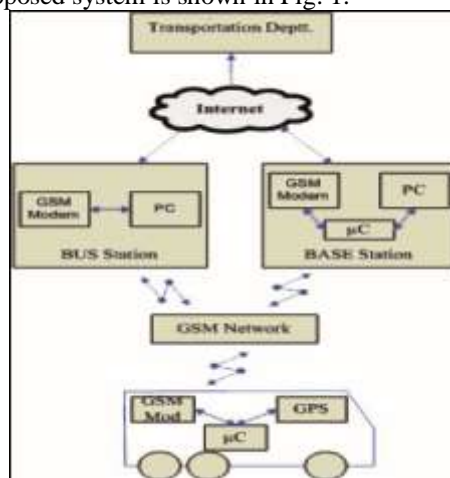 oposed system is shown in Fig. 1.
Transportation Deptt.
Internet
GSM
Modem
PC
BUS Station
GSM
Modem
PC
μC
BASE Station
GSM Network
GSM
Mod
GPS
μC